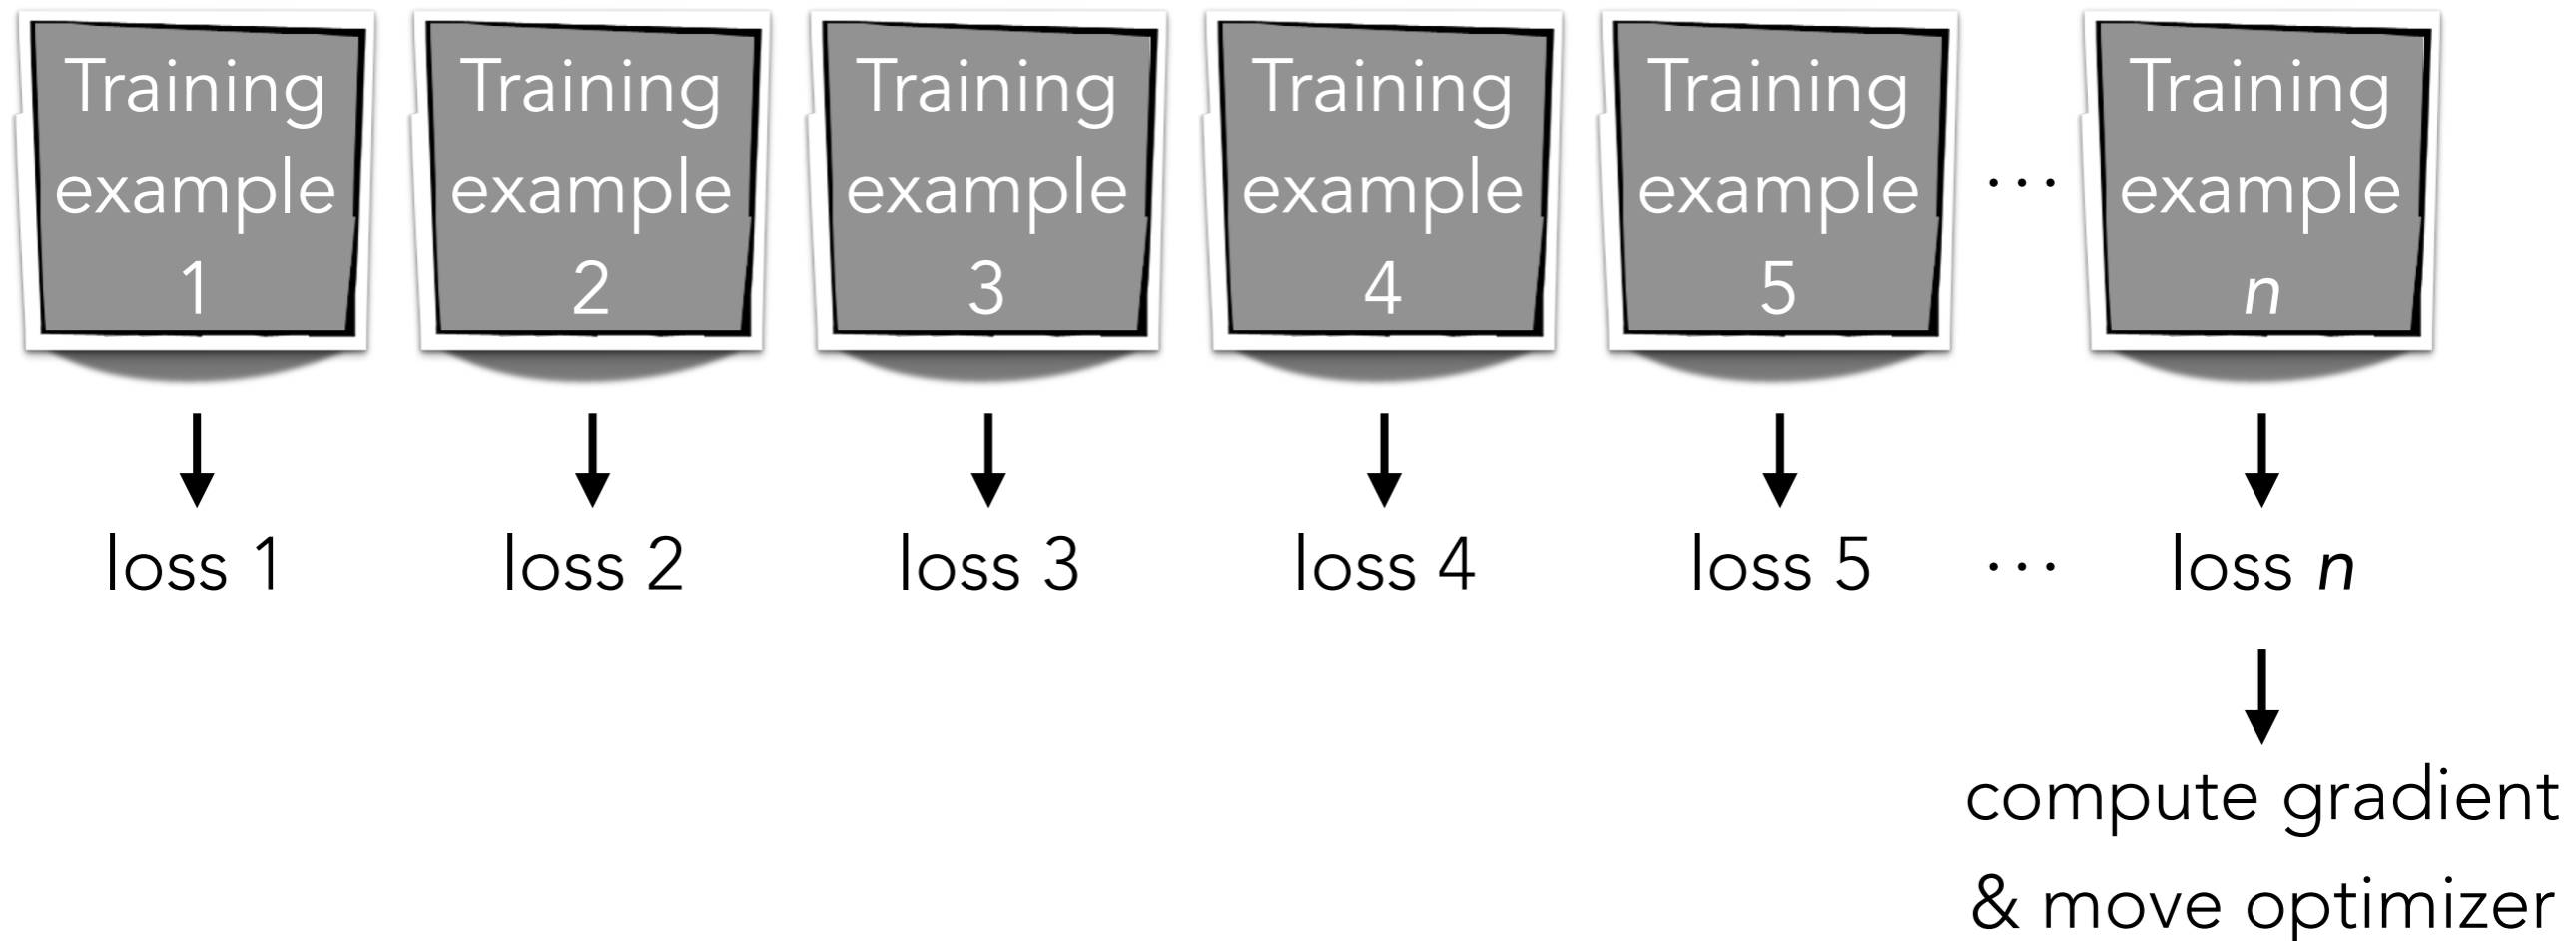 Training
example
1
Training
example
2
Training
example
3
Training
example
4
Training
example
5
...
Training
example
n
loss 1
loss 2
loss 3
loss 4
loss 5
...
loss n
compute gradient
& move optimizer